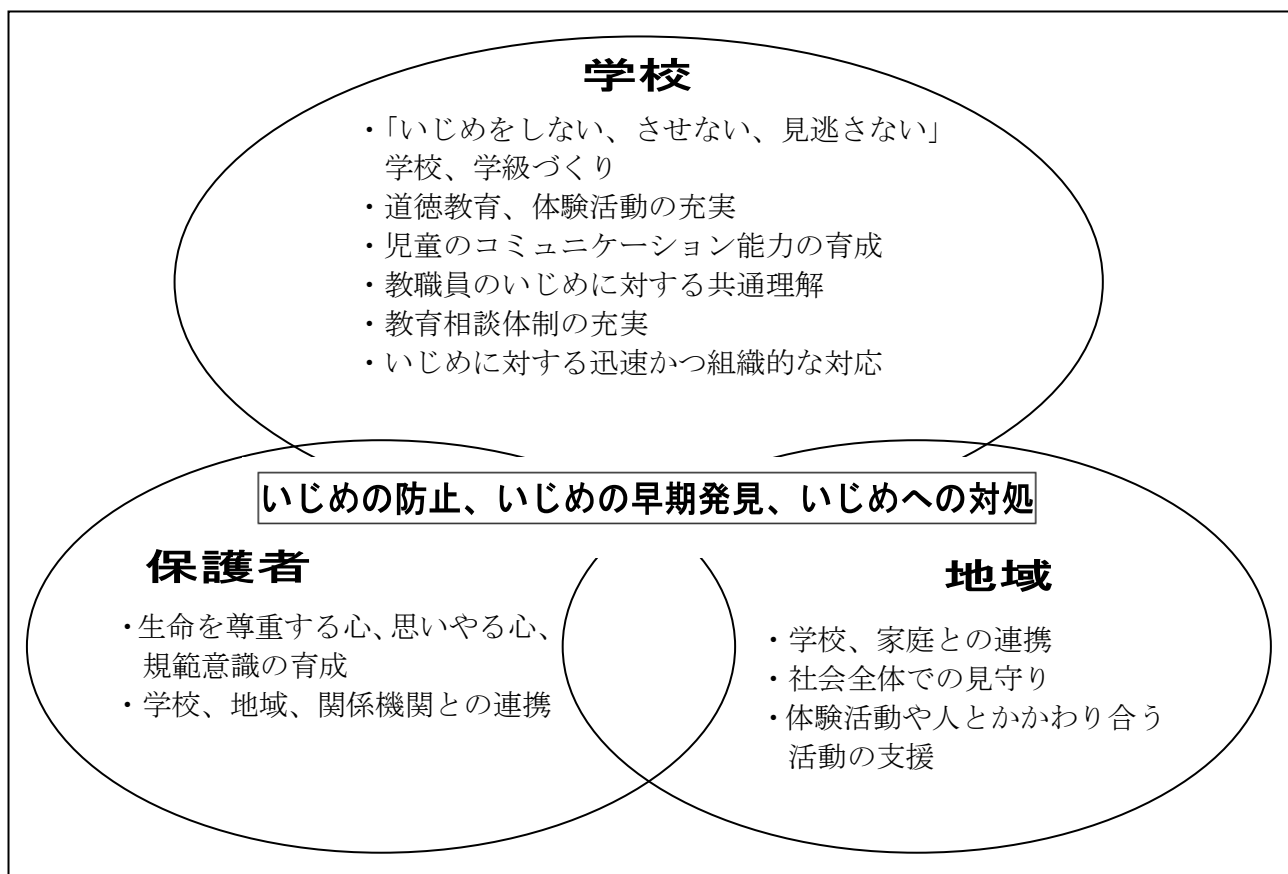 学校
・「いじめをしない、させない、見逃さない」
学校、学級づくり
・道徳教育、体験活動の充実
・児童のコミュニケーション能力の育成
・教職員のいじめに対する共通理解
・教育相談体制の充実
・いじめに対する迅速かつ組織的な対応
いじめの防止、いじめの早期発見、いじめへの対処
保護者
・生命を尊重する心、思いやる心、
規範意識の育成
・学校、地域、関係機関との連携
地域
・学校、家庭との連携
・社会全体での見守り
・体験活動や人とかかわり合う
活動の支援